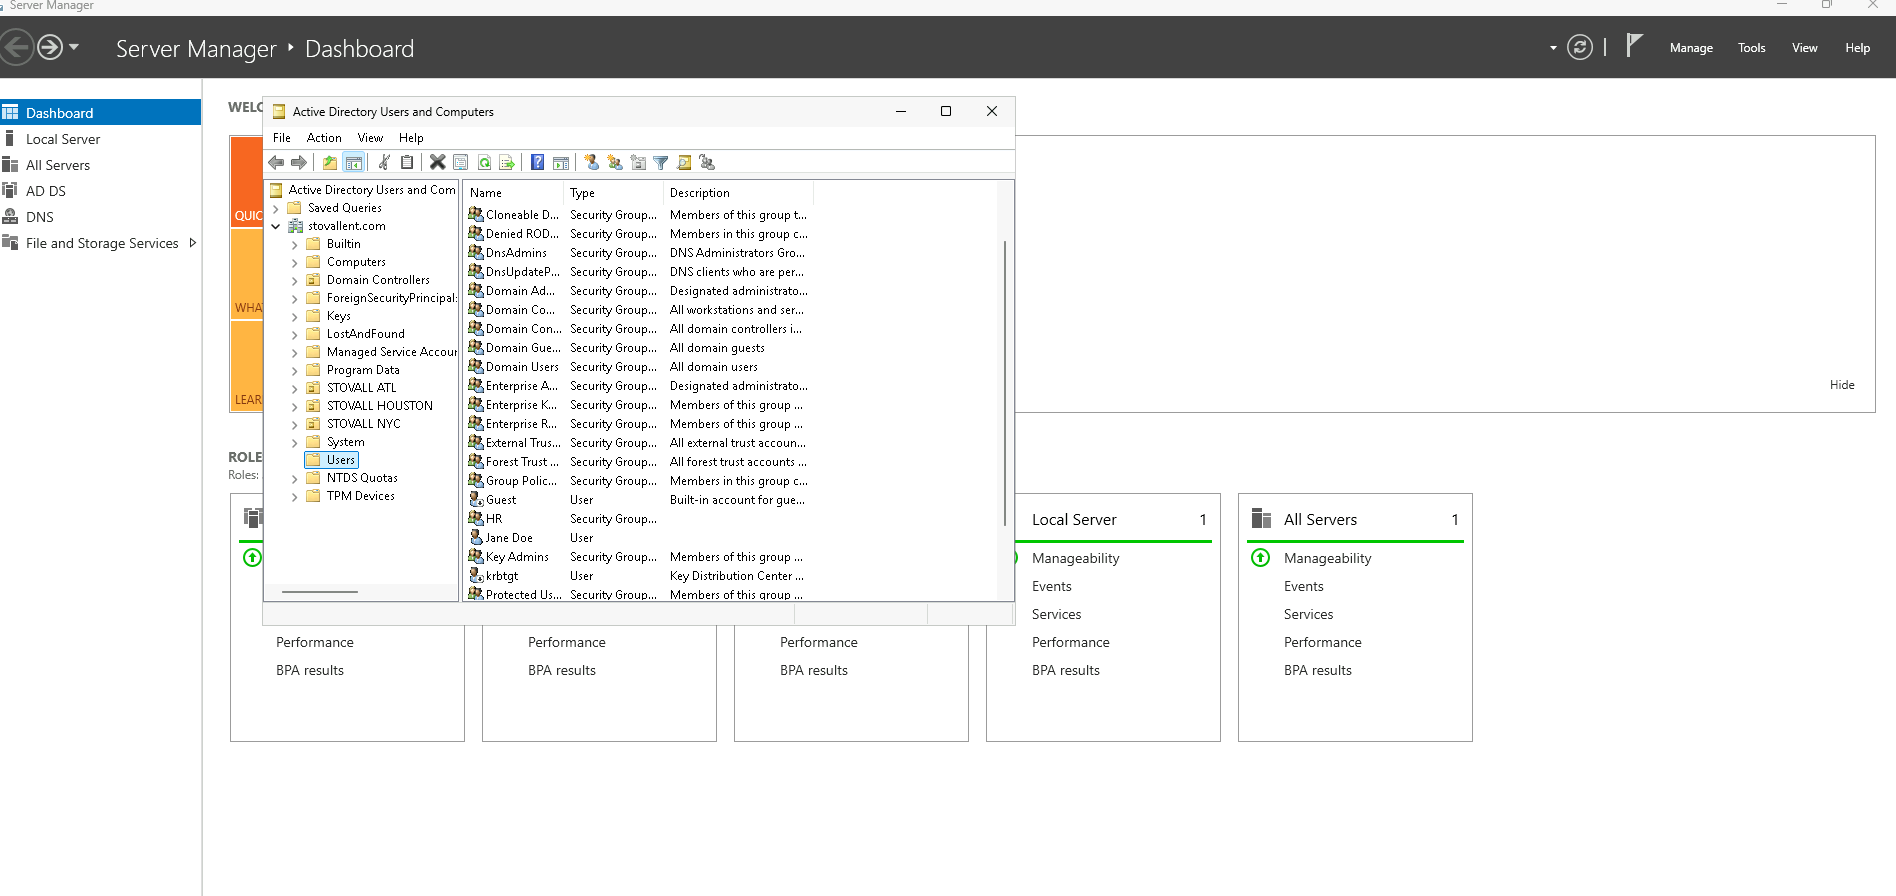 Server Manager
Server Manager Dashboard
Manage Tools View Help
Dashboard
Local Server
All Servers
AD DS
DNS
File and Storage Services
WELC
QUIC
WHAT
LEAR
Hide
ROLE
Roles:
Active Directory Users and Computers
File Action View Help
Active Directory Users and Com
Saved Queries
stovallent.com
Builtin
Computers
Domain Controllers
ForeignSecurityPrincipal:
Keys
LostAndFound
Managed Service Accour
Program Data
STOVALL ATL
STOVALL HOUSTON
STOVALL NYC
System
Users
NTDS Quotas
TPM Devices
Name Type Description
Cloneable D... Security Group... Members of this group t...
Denied ROD... Security Group... Members in this group c...
DnsAdmins Security Group... DNS Administrators Gro...
DnsUpdateP... Security Group... DNS clients who are per...
Domain Ad... Security Group... Designated administrato...
Domain Co... Security Group... All workstations and ser...
Domain Con... Security Group... All domain controllers i...
Domain Gue... Security Group... All domain guests
Domain Users Security Group... All domain users
Enterprise A... Security Group... Designated administrato...
Enterprise K... Security Group... Members of this group ...
Enterprise R... Security Group... Members of this group ...
External Trus... Security Group... All external trust accoun...
Forest Trust ... Security Group... All forest trust accounts ...
Group Polic... Security Group... Members in this group c...
Guest User Built-in account for gue...
HR Security Group...
Jane Doe User
Key Admins Security Group... Members of this group ...
krbtgt User Key Distribution Center ...
Protected Us... Security Group... Members of this group ...
Performance
BPA results
Performance
BPA results
Performance
BPA results
Local Server 1
Manageability
Events
Services
Performance
BPA results
All Servers 1
Manageability
Events
Services
Performance
BPA results